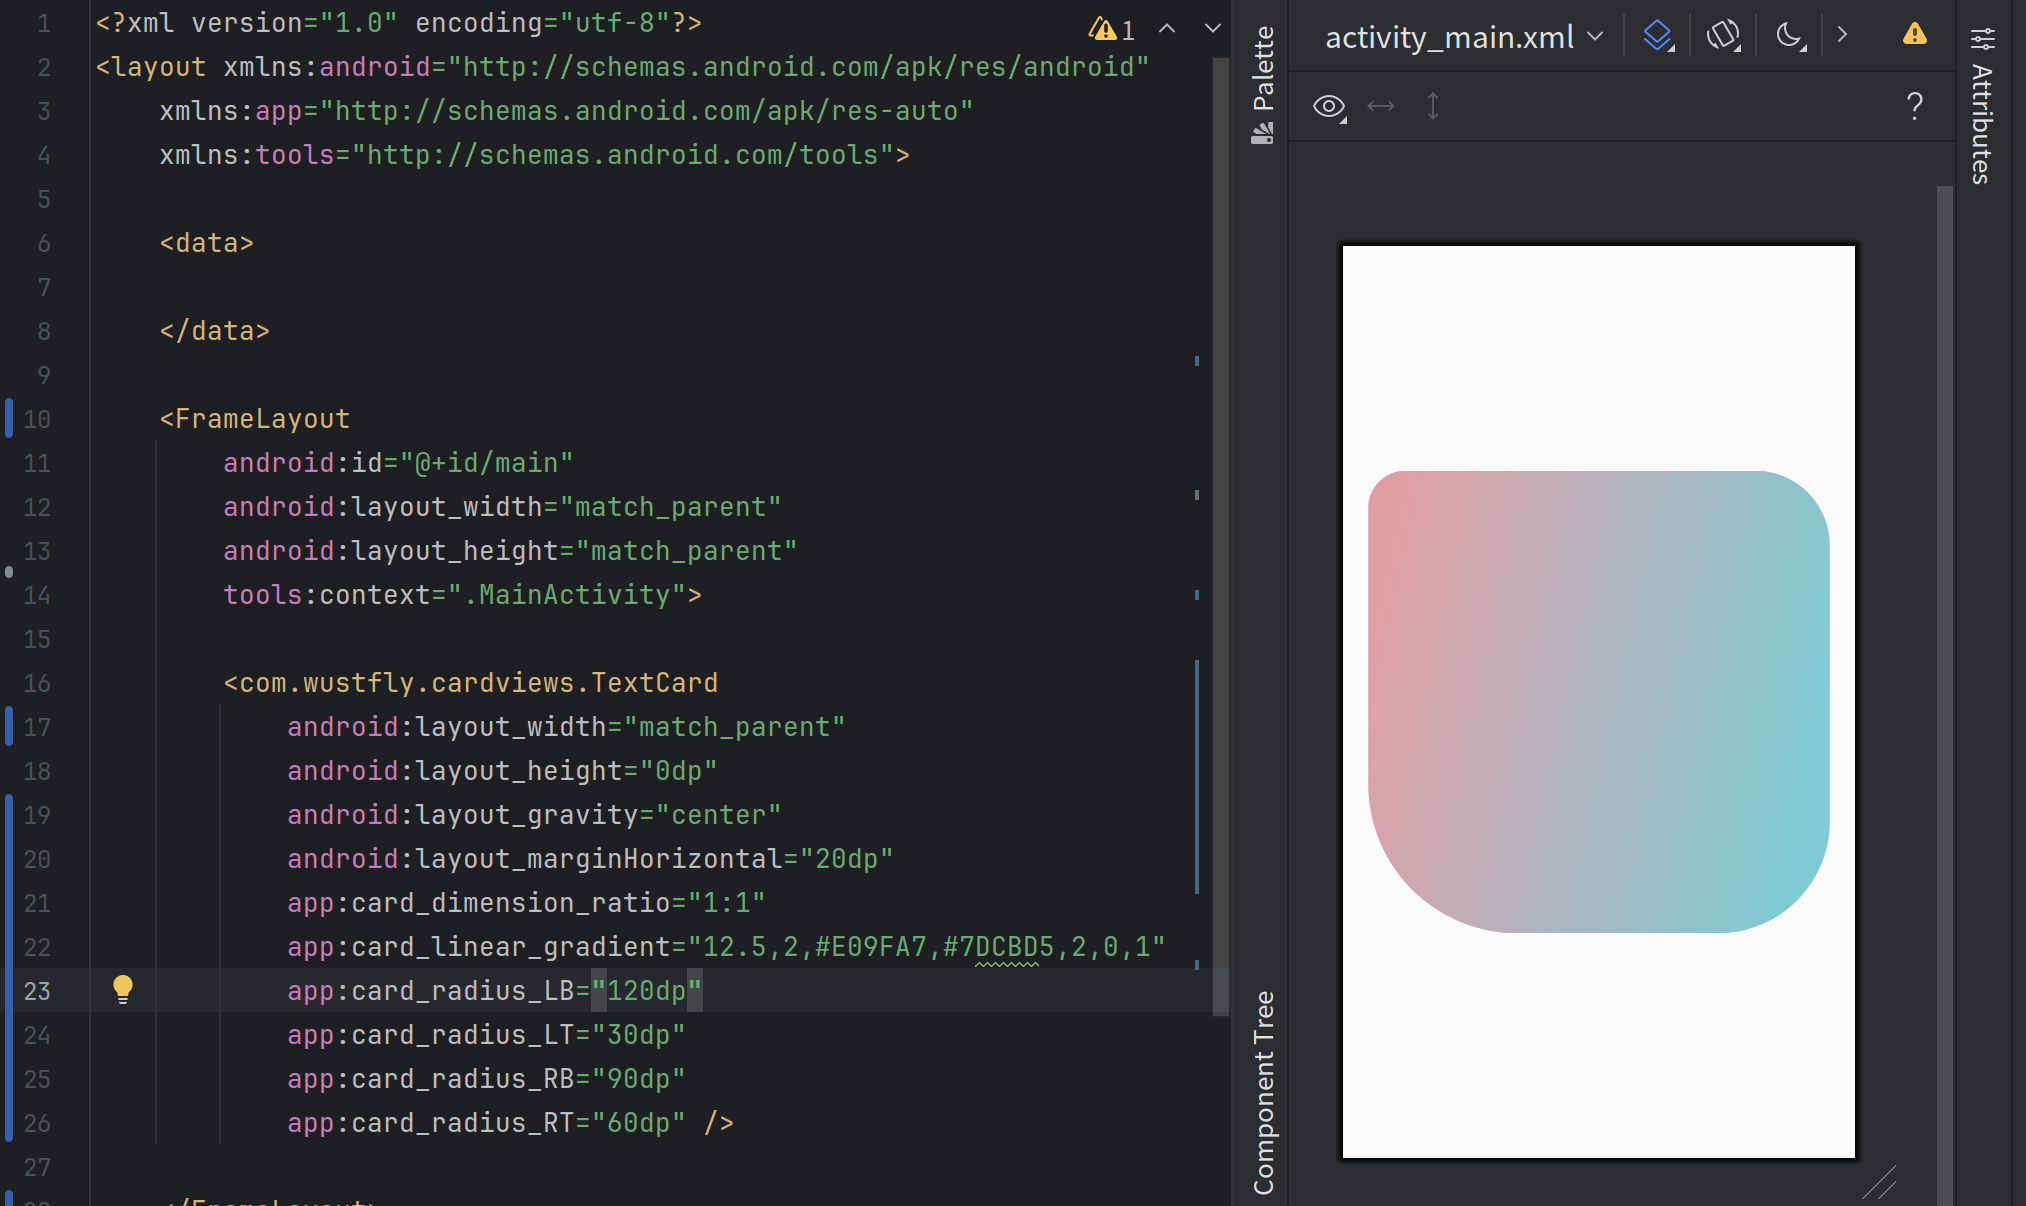 1 <?xml version="1.0" encoding="utf-8"?>
2 <layout xmlns:android="http://schemas.android.com/apk/res/android"
3 xmlns:app="http://schemas.android.com/apk/res-auto"
4 xmlns:tools="http://schemas.android.com/tools">
5
6 <data>
7
8 </data>
9
10 <FrameLayout
11 android:id="@+id/main"
12 android:layout_width="match_parent"
13 android:layout_height="match_parent"
14 tools:context=".MainActivity">
15
16 <com.wustfly.cardviews.TextCard
17 android:layout_width="match_parent"
18 android:layout_height="0dp"
19 android:layout_gravity="center"
20 android:layout_marginHorizontal="20dp"
21 app:card_dimension_ratio="1:1"
22 app:card_linear_gradient="12.5,2,#E09FA7,#7DCBD5,2,0,1"
23 app:card_radius_LB="120dp"
24 app:card_radius_LT="30dp"
25 app:card_radius_RB="90dp"
26 app:card_radius_RT="60dp" />
27
</FrameLayout>
1
Palette
Component Tree
activity_main.xml
?
Attributes